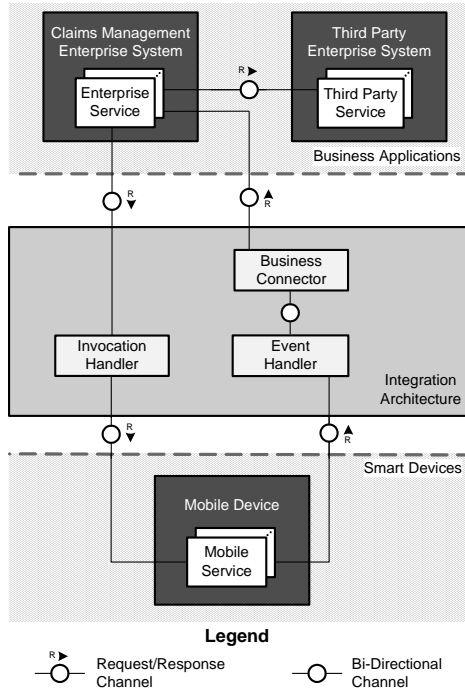 Claims Management
Enterprise System
Third Party
Enterprise System
Enterprise
Service
R
Third Party
Service
Business Applications
R
R
Business
Connector
Invocation
Handler
Event
Handler
Integration
Architecture
R
R
Smart Devices
Mobile Device
Mobile
Service
Legend
R
Request/Response
Channel
Bi-Directional
Channel